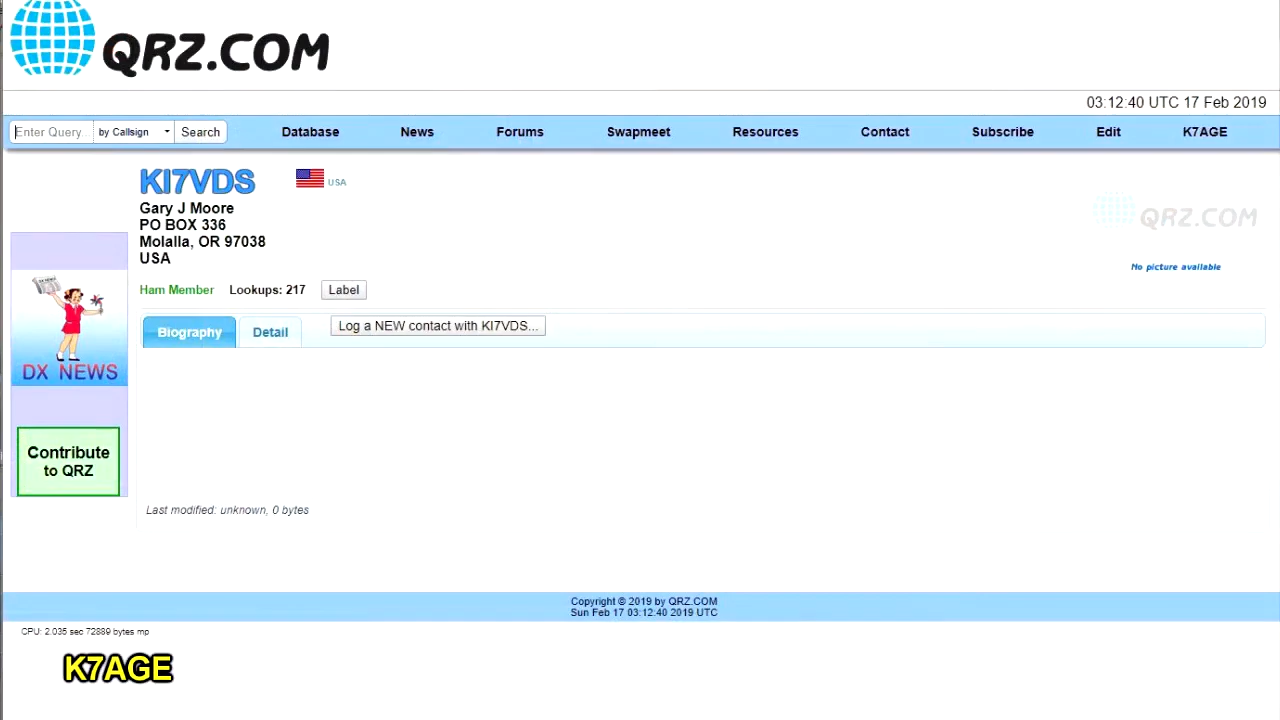 QRZ.COM
03:12:40 UTC 17 Feb 2019
Enter Query by Callsign Search Database News Forums Swapmeet Resources Contact Subscribe Edit K7AGE
KI7VDS USA
Gary J Moore
PO BOX 336
Molalla, OR 97038
USA
QRZ.COM
No picture available
Ham Member Lookups: 217 Label
Biography Detail Log a NEW contact with KI7VDS...
DX NEWS
Contribute
to QRZ
Last modified: unknown, 0 bytes
Copyright © 2019 by QRZ.COM
Sun Feb 17 03:12:40 2019 UTC
CPU: 2.035 sec 72889 bytes mp
K7AGE